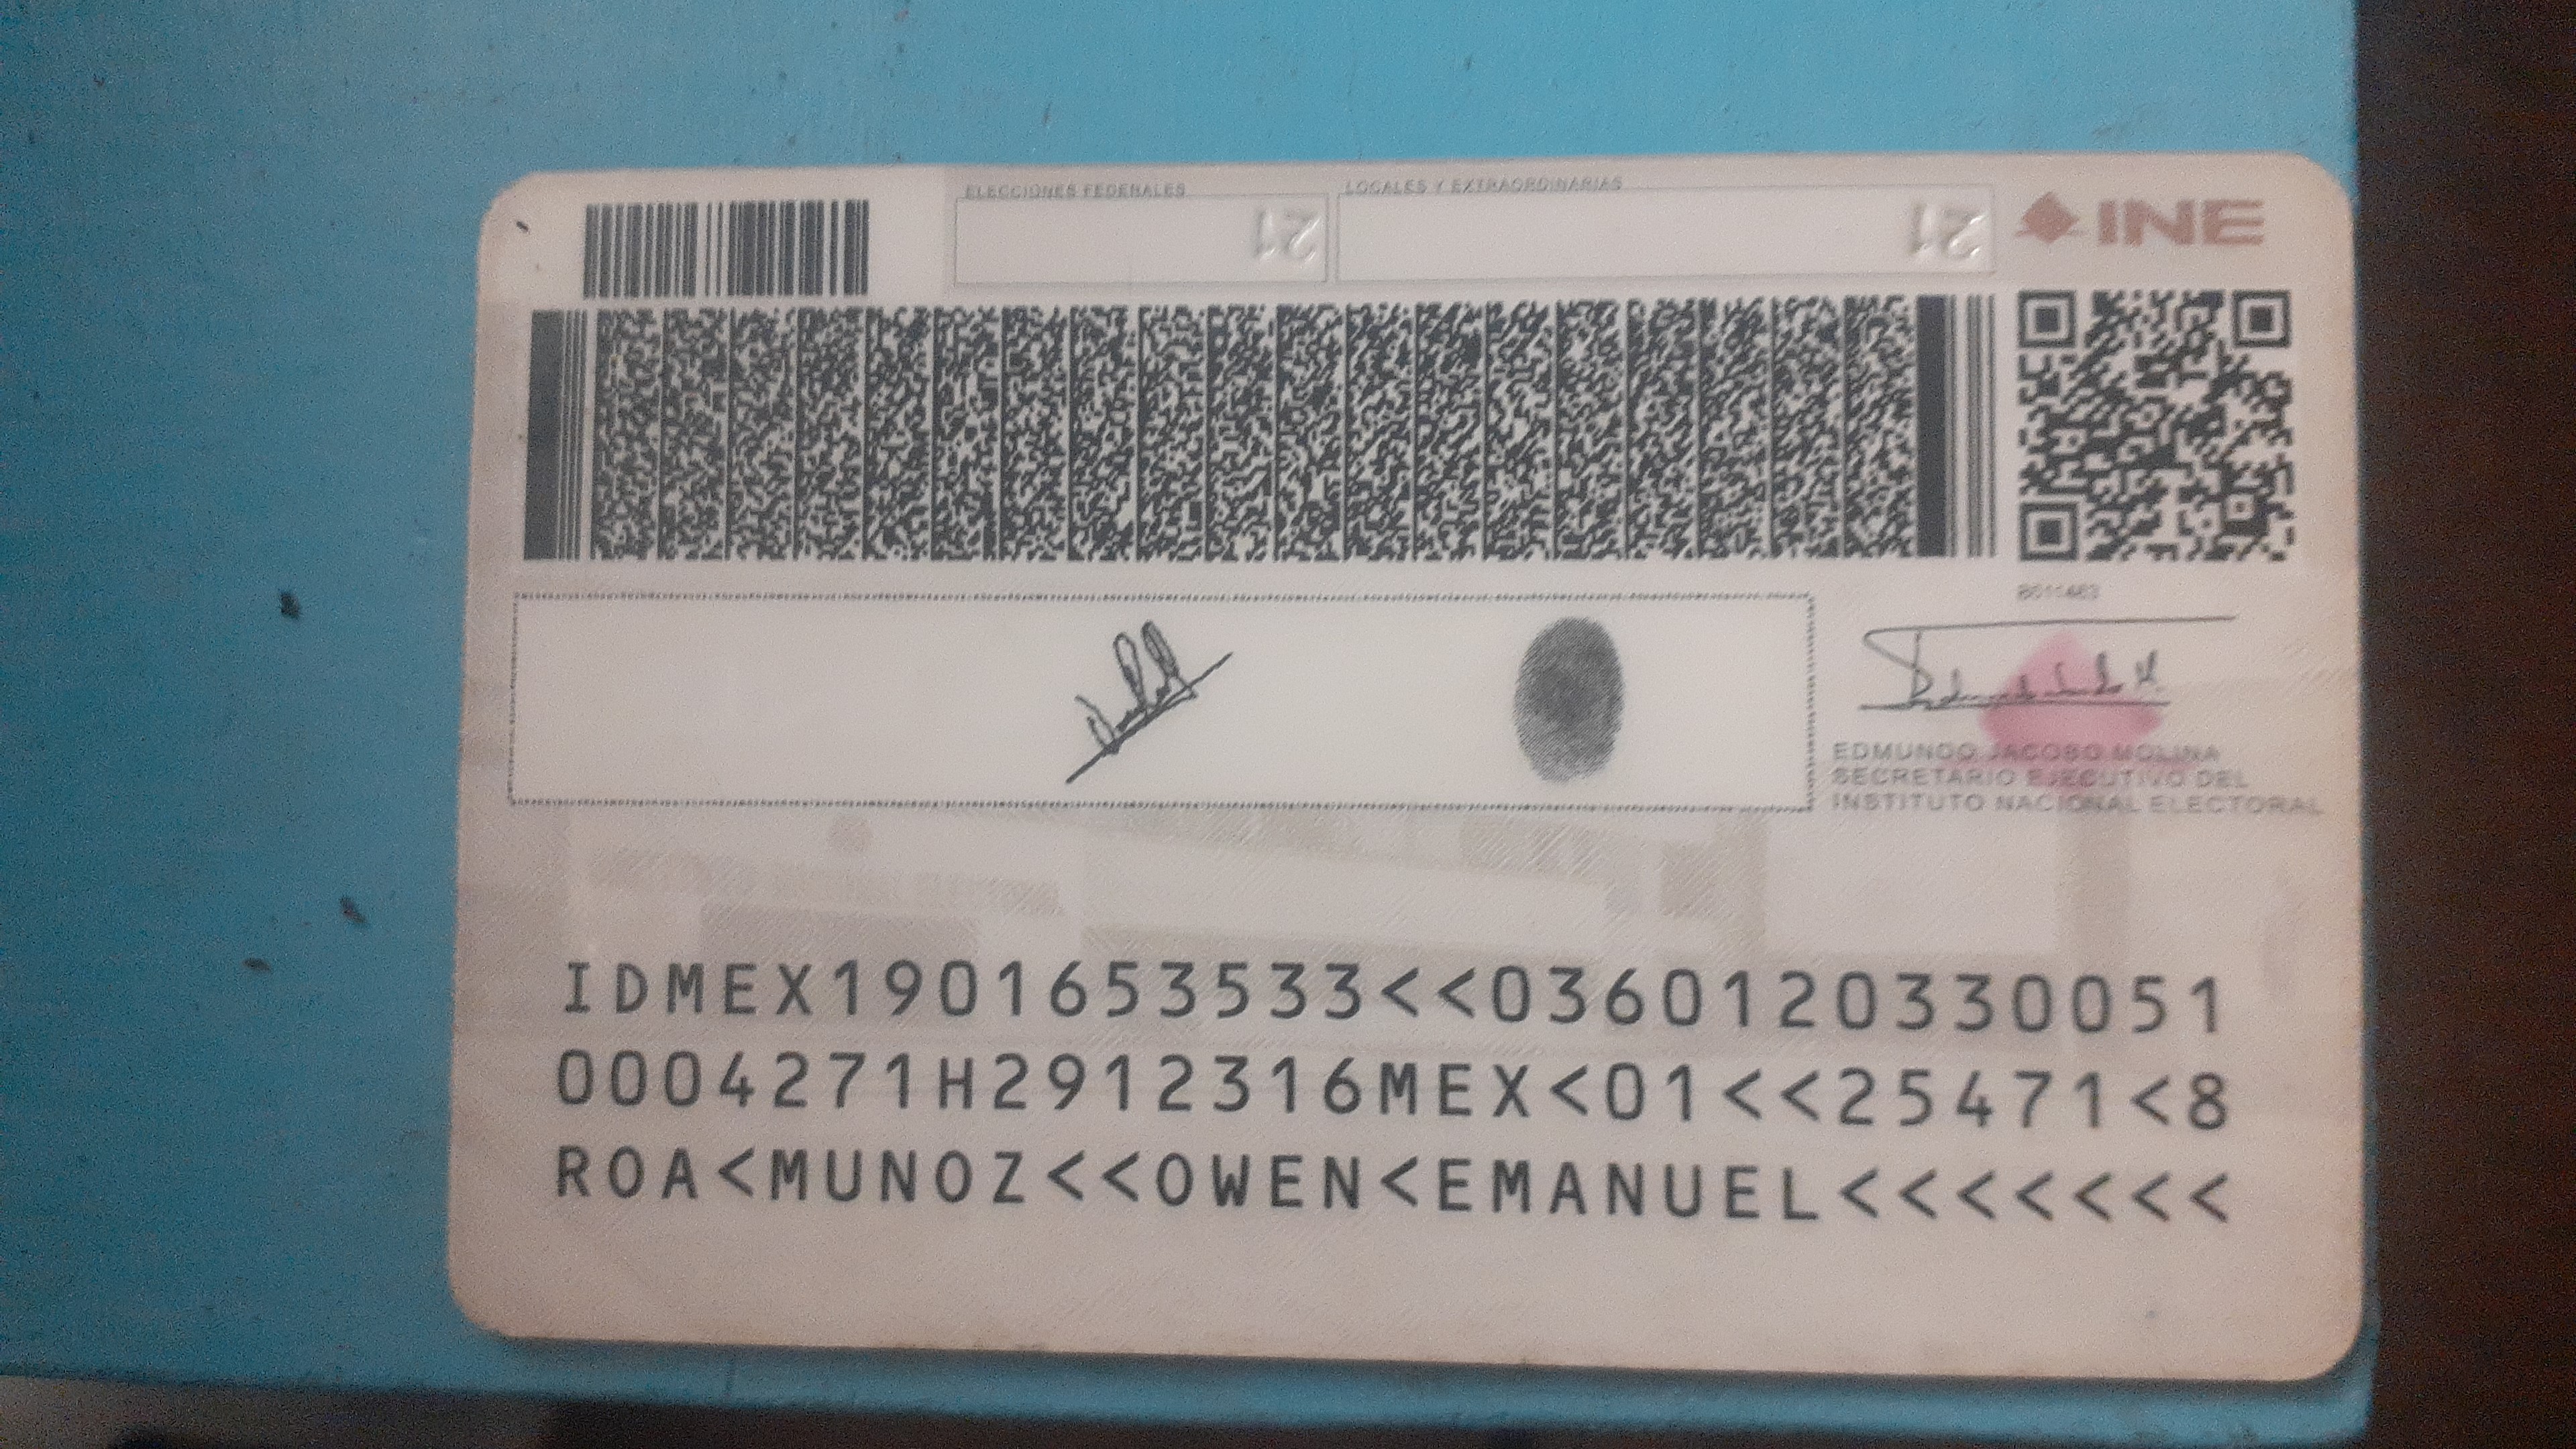 ELECCIONES FEDERALES
LOCALES Y EXTRAORDINARIAS
21
21
INE
EDMUNDO JACOBO MOLINA
SECRETARIO EJECUTIVO DEL
INSTITUTO NACIONAL ELECTORAL
IDMEX1901653533<<0360120330051
0004271H2912316MEX<01<<25471<8
ROA<MUNOZ<<OWEN<EMANUEL<<<<<<<